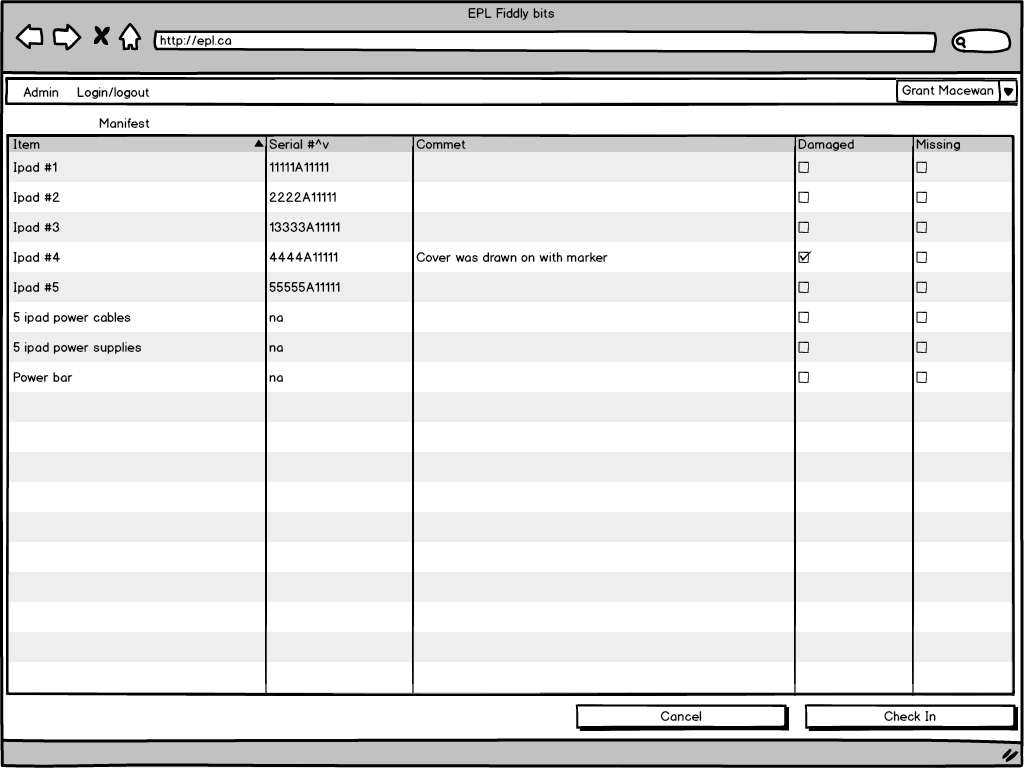 EPL Fiddly bits
http://epl.ca
Admin Login/logout Grant Macewan
Manifest
Item Serial #^v Commet Damaged Missing
Ipad #1 11111A11111
Ipad #2 2222A11111
Ipad #3 13333A11111
Ipad #4 4444A11111 Cover was drawn on with marker
Ipad #5 55555A11111
5 ipad power cables na
5 ipad power supplies na
Power bar na
Cancel Check In